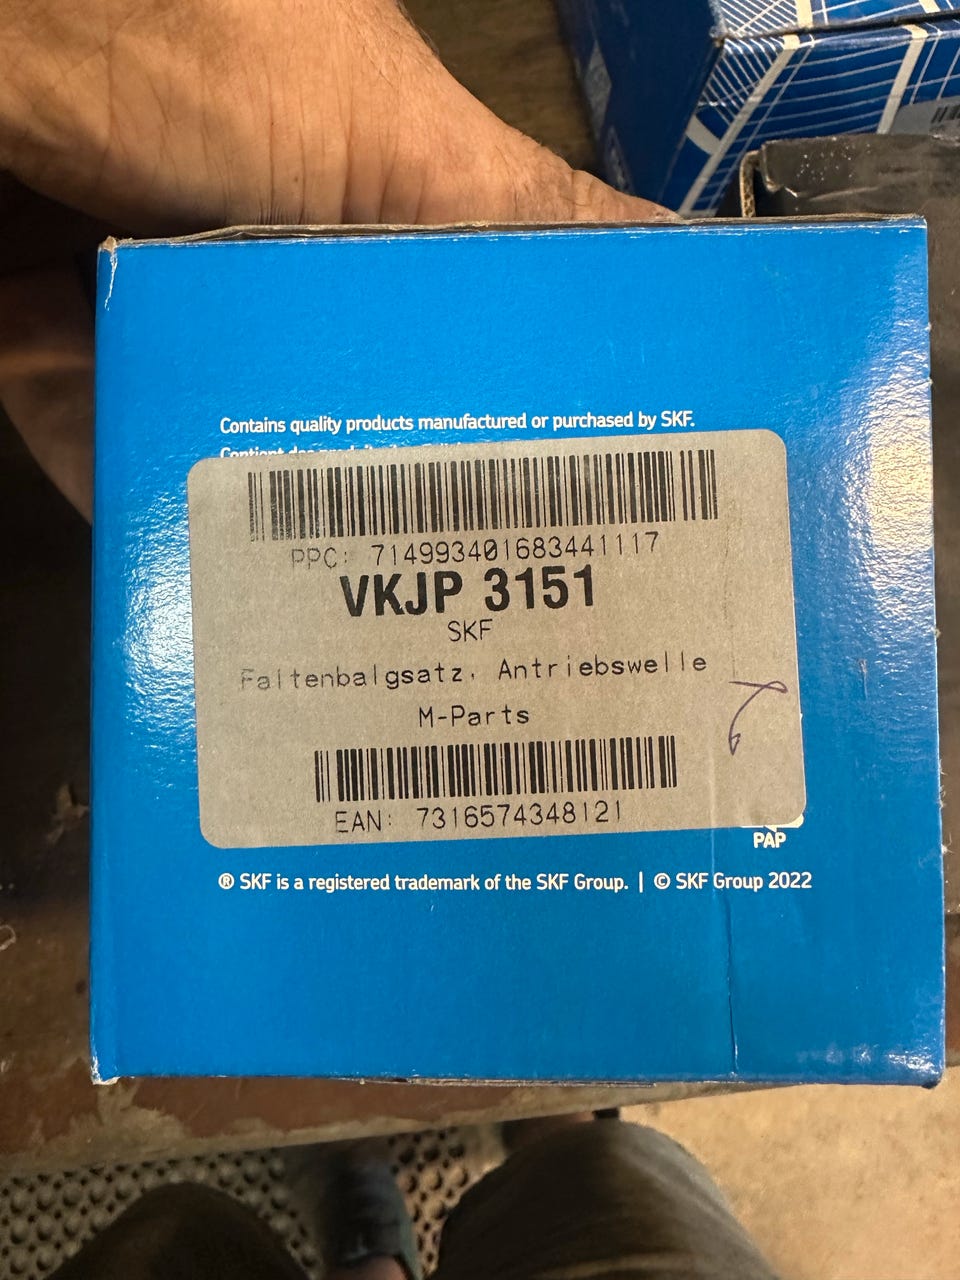 Contains quality products manufactured or purchased by SKF.
Contient
PPC: 714993401683441117
VKJP 3151
SKF
Faltenbalgsatz, Antriebswelle
M-Parts
EAN: 7316574348121
PAP
® SKF is a registered trademark of the SKF Group. | © SKF Group 2022